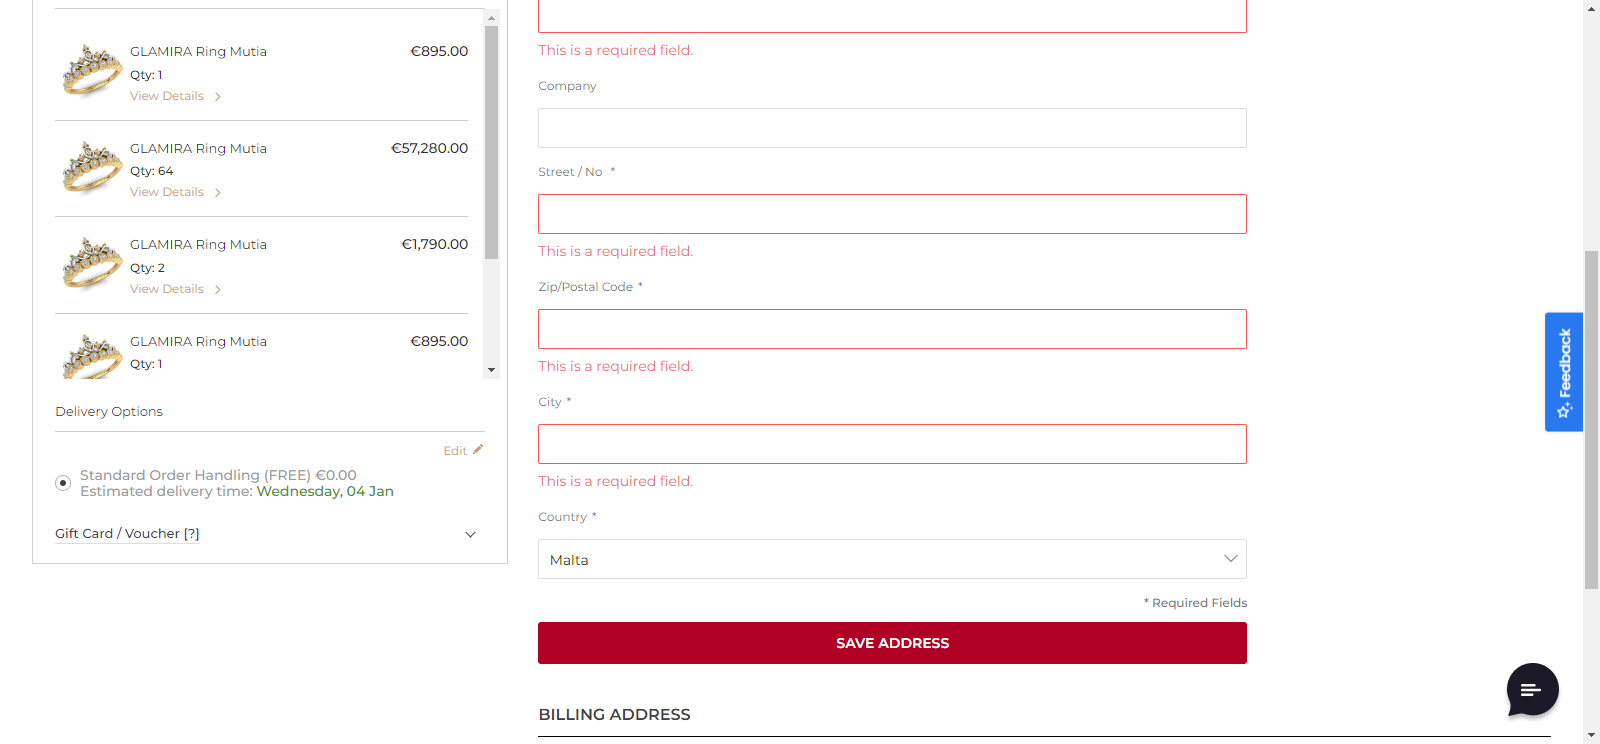 GLAMIRA Ring Mutia €895.00
Qty: 1
View Details
GLAMIRA Ring Mutia €57,280.00
Qty: 64
View Details
GLAMIRA Ring Mutia €1,790.00
Qty: 2
View Details
GLAMIRA Ring Mutia €895.00
Qty: 1
Delivery Options
Edit
Standard Order Handling (FREE) €0.00
Estimated delivery time: Wednesday, 04 Jan
Gift Card / Voucher [?]
This is a required field.
Company
Street / No *
This is a required field.
Zip/Postal Code *
This is a required field.
City *
This is a required field.
Country *
Malta
* Required Fields
SAVE ADDRESS
BILLING ADDRESS
Feedback